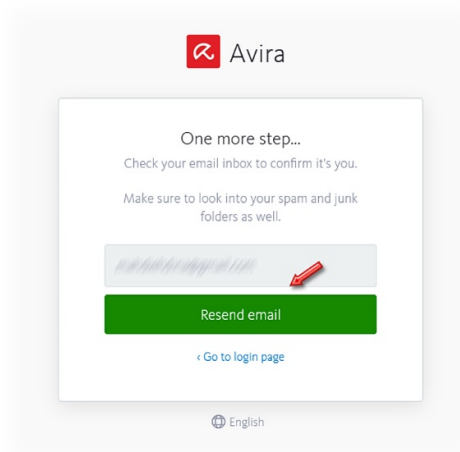 Avira
One more step...
Check your email inbox to confirm it's you.
Make sure to look into your spam and junk
folders as well.
Resend email
‹ Go to login page
English